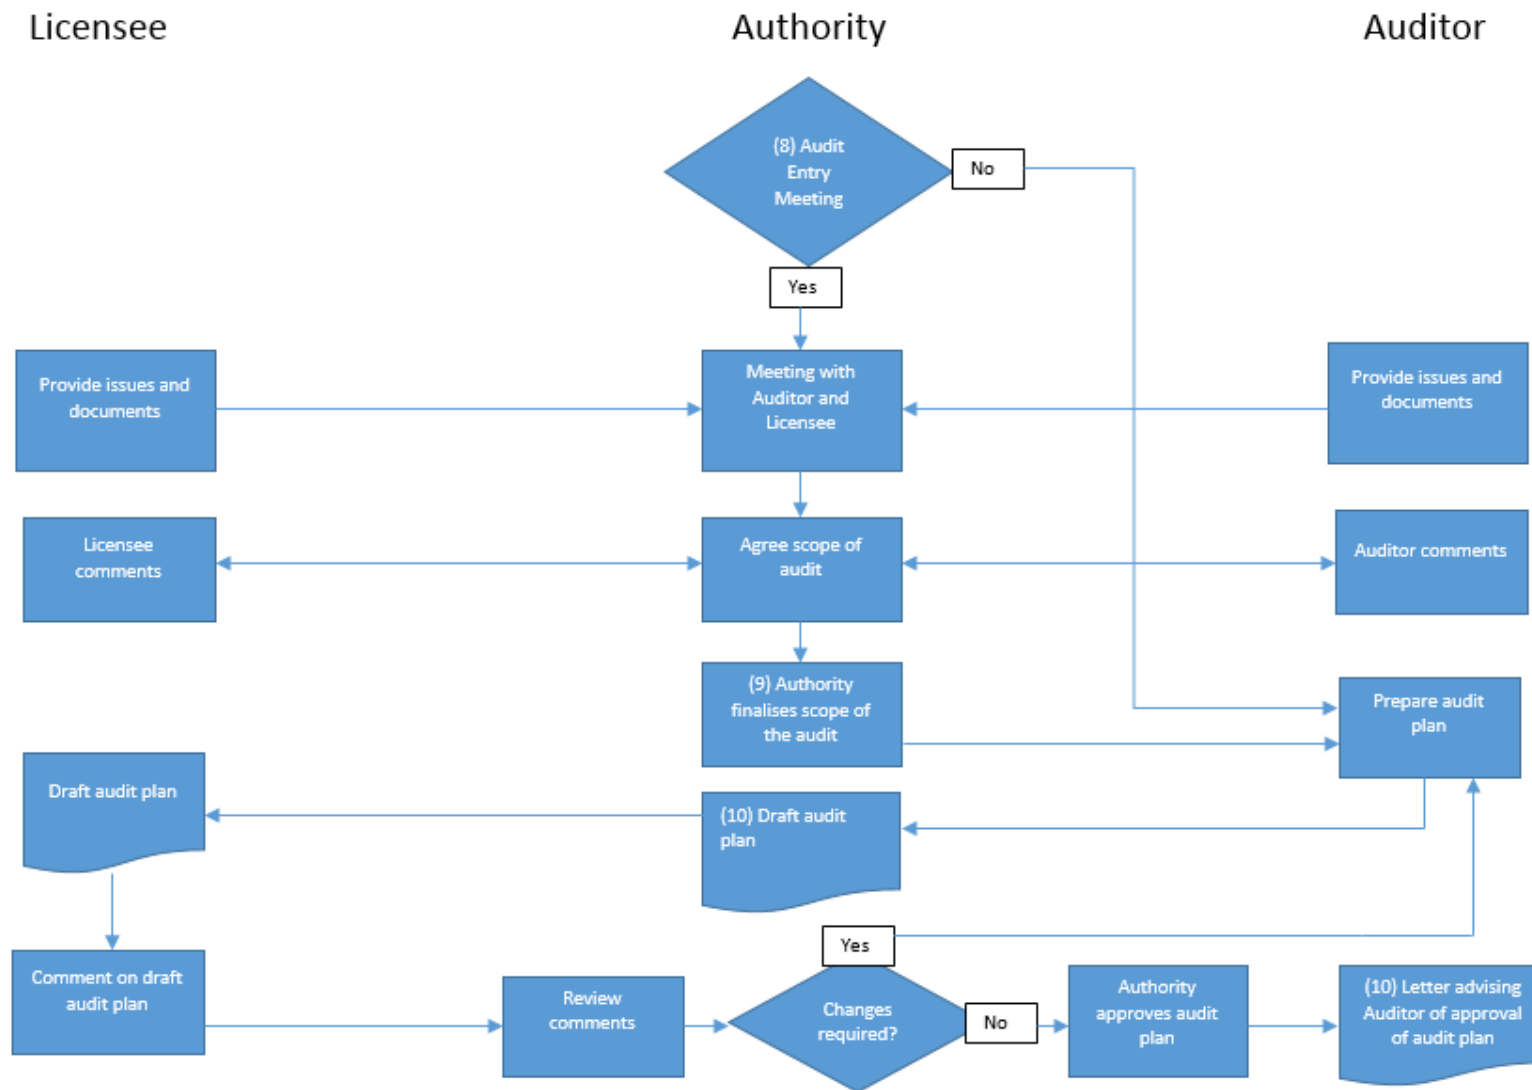 Licensee
Authority
Auditor
(8) Audit
Entry
Meeting
No
Yes
Provide issues and
documents
Meeting with
Auditor and
Licensee
Provide issues and
documents
Licensee
comments
Agree scope of
audit
Auditor comments
(9) Authority
finalises scope of
the audit
Prepare audit
plan
Draft audit plan
(10) Draft audit
plan
Yes
Comment on draft
audit plan
Review
comments
Changes
required?
No
Authority
approves audit
plan
(10) Letter advising
Auditor of approval
of audit plan